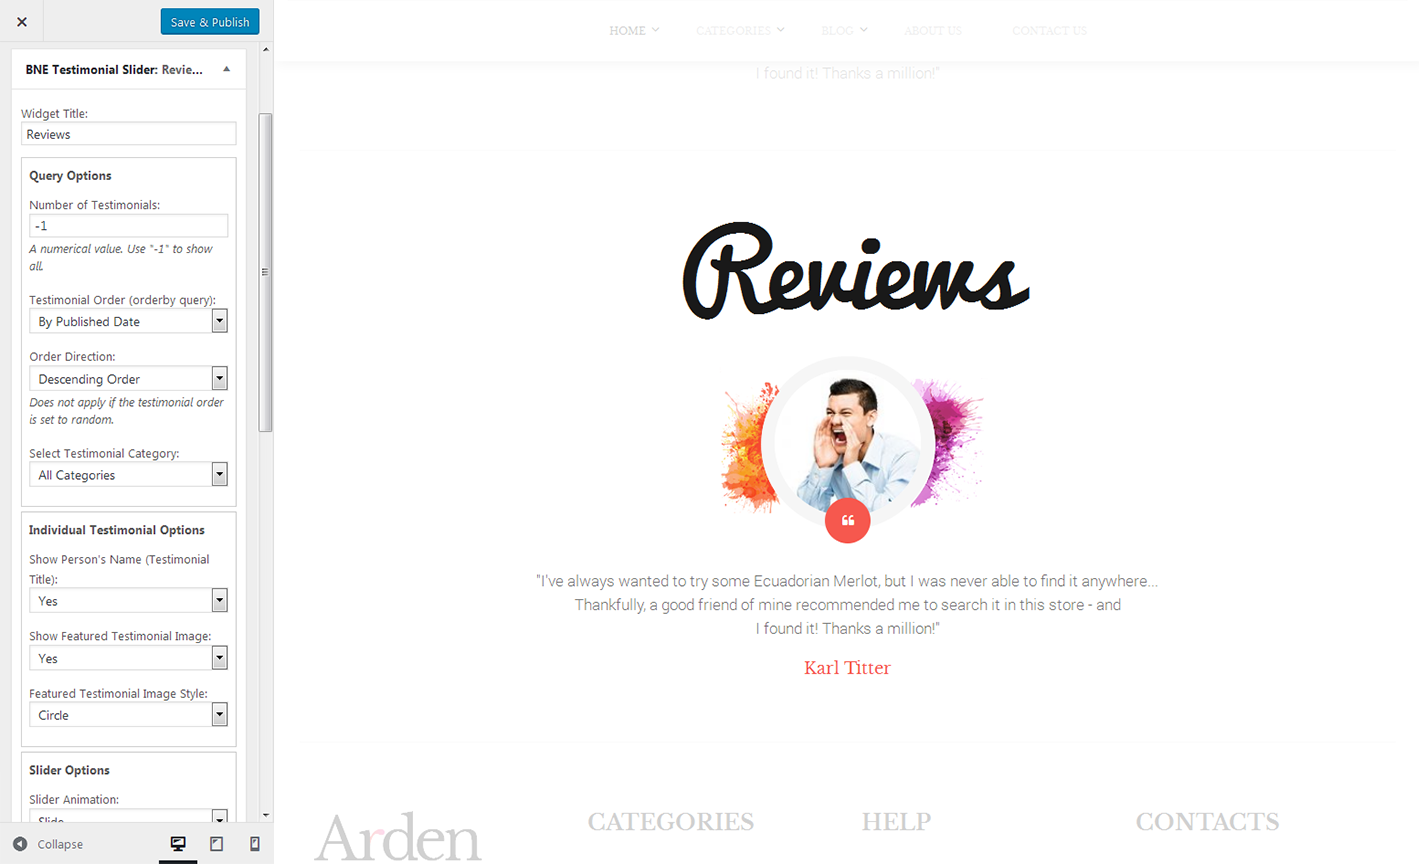 Save & Publish
BNE Testimonial Slider: Revie...
Widget Title:
Reviews
Query Options
Number of Testimonials:
-1
A numerical value. Use "-1" to show
all.
Testimonial Order (orderby query):
By Published Date
Order Direction:
Descending Order
Does not apply if the testimonial order
is set to random.
Select Testimonial Category:
All Categories
Individual Testimonial Options
Show Person's Name (Testimonial
Title):
Yes
Show Featured Testimonial Image:
Yes
Featured Testimonial Image Style:
Circle
Slider Options
Slider Animation:
Slide
Collapse
HOME CATEGORIES BLOG ABOUT US CONTACT US
I found it! Thanks a million!"
Reviews
"I've always wanted to try some Ecuadorian Merlot, but I was never able to find it anywhere...
Thankfully, a good friend of mine recommended me to search it in this store - and
I found it! Thanks a million!"
Karl Titter
Arden
CATEGORIES
HELP
CONTACTS